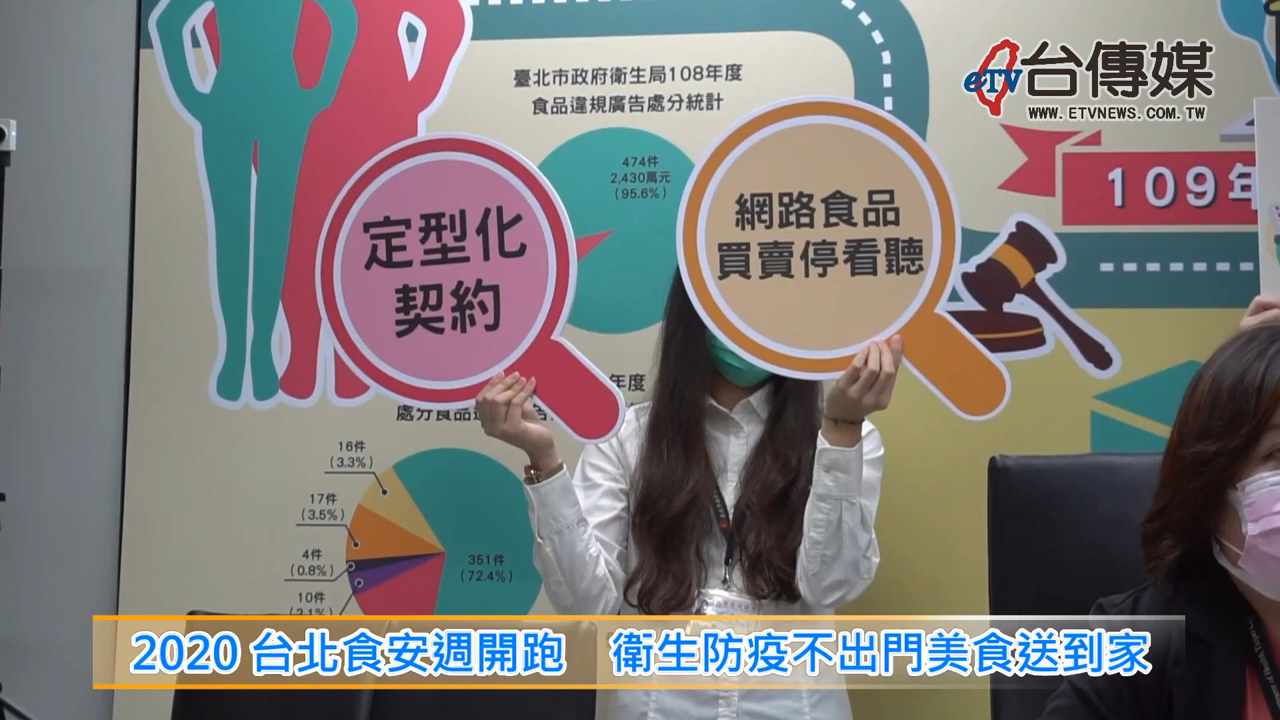 臺北市政府衛生局108年度
食品違規廣告處分統計
eTV台傳媒
WWW.ETVNEWS.COM.TW
474件
2,430萬元
(95.6%)
109年
定型化
契約
網路食品
買賣停看聽
年度
處分食品
16件
(3.3%)
17件
(3.5%)
4件
(0.8%)
10件
(2.1%)
351件
(72.4%)
2020 台北食安週開跑 衛生防疫不出門美食送到家